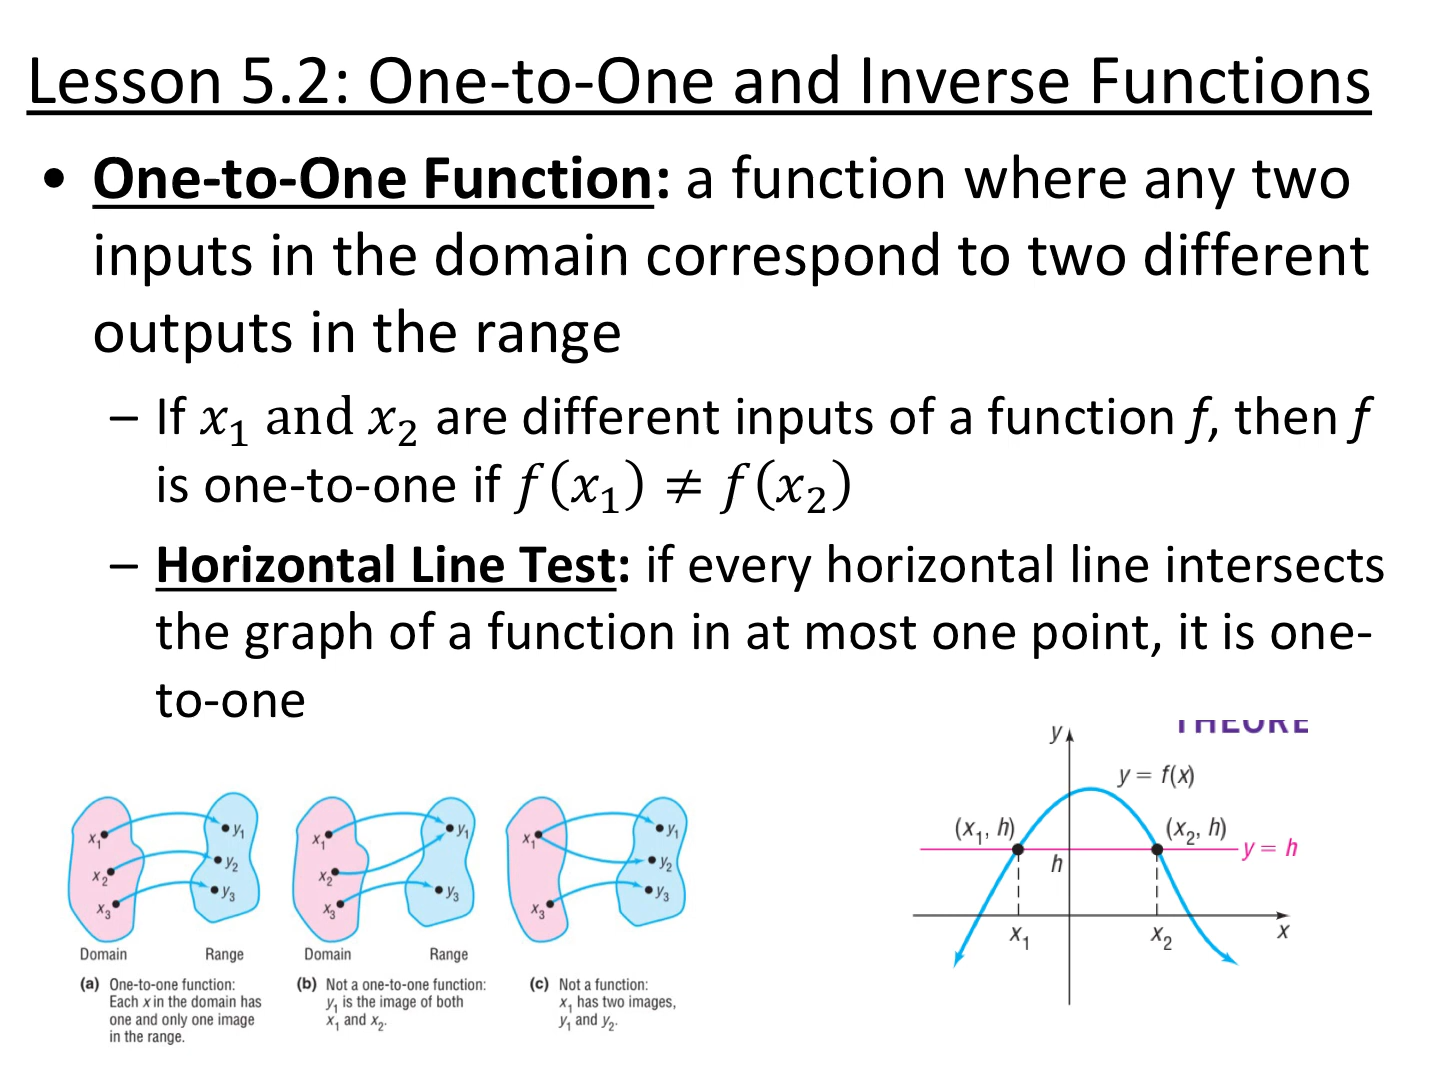 Lesson 5.2: One-to-One and Inverse Functions
• One-to-One Function: a function where any two
inputs in the domain correspond to two different
outputs in the range
– If x₁ and x₂ are different inputs of a function f, then f
is one-to-one if f(x₁) ≠ f(x₂)
– Horizontal Line Test: if every horizontal line intersects
the graph of a function in at most one point, it is one-
to-one
x₁
x₂
x₃
y₁
y₂
y₃
Domain
Range
(a) One-to-one function:
Each x in the domain has
one and only one image
in the range.
x₁
x₂
x₃
y₁
y₃
Domain
Range
(b) Not a one-to-one function:
y₁ is the image of both
x₁ and x₂.
x₁
x₃
y₁
y₂
y₃
(c) Not a function:
x₁ has two images,
y₁ and y₂.
THEORE
y
y = f(x)
(x₁, h)
(x₂, h)
y = h
h
x₁
x₂
x